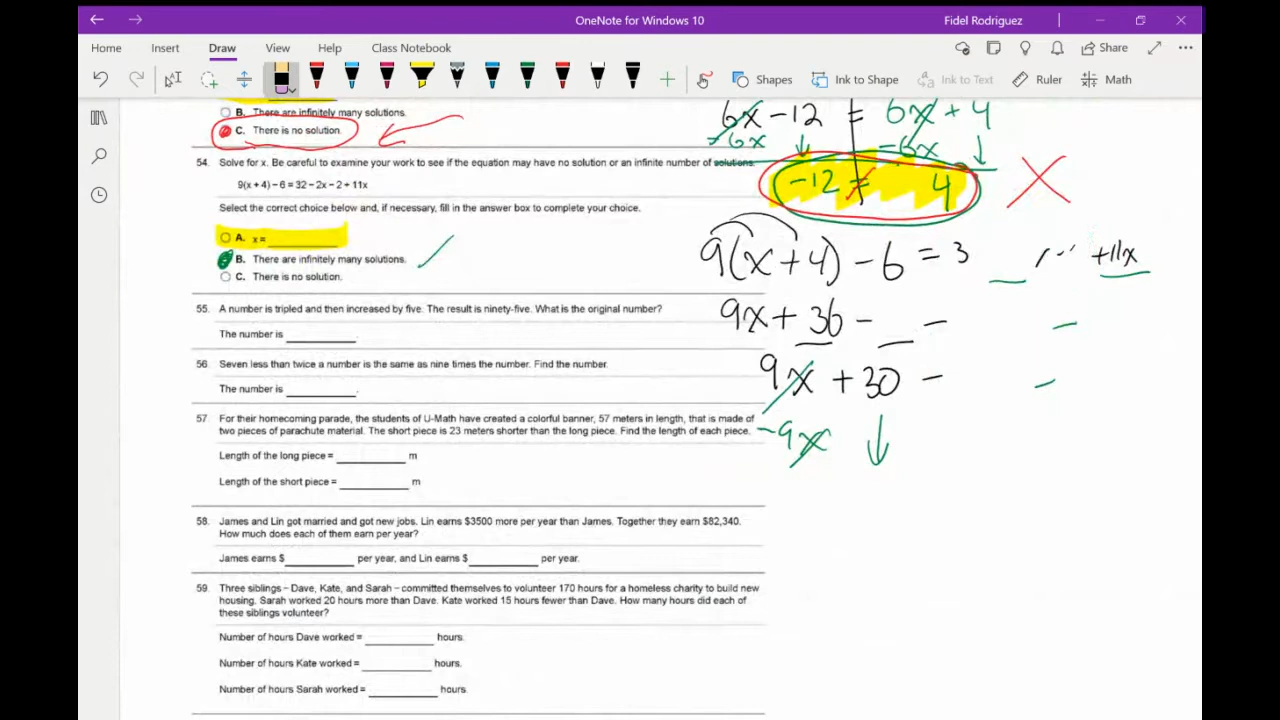 OneNote for Windows 10
Fidel Rodriguez
Home Insert Draw View Help Class Notebook Share
Shapes Ink to Shape Ink to Text Ruler Math
B. There are infinitely many solutions.
C. There is no solution.
54. Solve for x. Be careful to examine your work to see if the equation may have no solution or an infinite number of solutions.
9(x + 4) − 6 = 32 − 2x − 2 + 11x
Select the correct choice below and, if necessary, fill in the answer box to complete your choice.
A. x =
B. There are infinitely many solutions.
C. There is no solution.
55. A number is tripled and then increased by five. The result is ninety-five. What is the original number?
The number is
56. Seven less than twice a number is the same as nine times the number. Find the number.
The number is .
57. For their homecoming parade, the students of U-Math have created a colorful banner, 57 meters in length, that is made of
two pieces of parachute material. The short piece is 23 meters shorter than the long piece. Find the length of each piece.
Length of the long piece = m
Length of the short piece = m
58. James and Lin got married and got new jobs. Lin earns $3500 more per year than James. Together they earn $82,340.
How much does each of them earn per year?
James earns $ per year, and Lin earns $ per year.
59. Three siblings – Dave, Kate, and Sarah – committed themselves to volunteer 170 hours for a homeless charity to build new
housing. Sarah worked 20 hours more than Dave. Kate worked 15 hours fewer than Dave. How many hours did each of
these siblings volunteer?
Number of hours Dave worked = hours.
Number of hours Kate worked = hours.
Number of hours Sarah worked = hours.
6x − 12 = 6x + 4
− 6x − 6x
−12 = 4
9(x + 4) − 6 = 3 +11x
9x + 36 − =
9x + 30 =
−9x